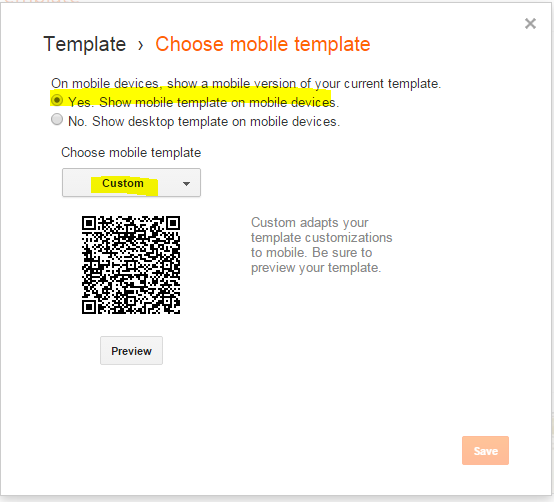 Template › Choose mobile template
On mobile devices, show a mobile version of your current template.
Yes. Show mobile template on mobile devices.
No. Show desktop template on mobile devices.
Choose mobile template
Custom
Custom adapts your
template customizations
to mobile. Be sure to
preview your template.
Preview
Save